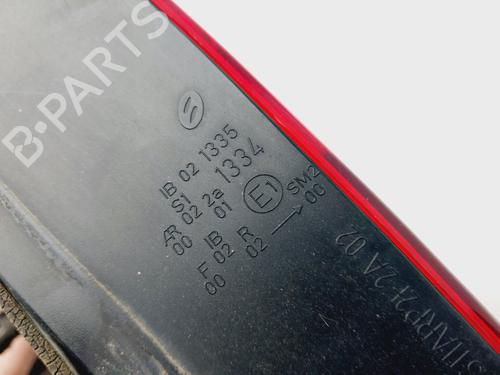 B-PARTS
IB 02 1335
S1 1334
AR 02 2a
00 01
IB R SM2
F 02 02 00
00
E1